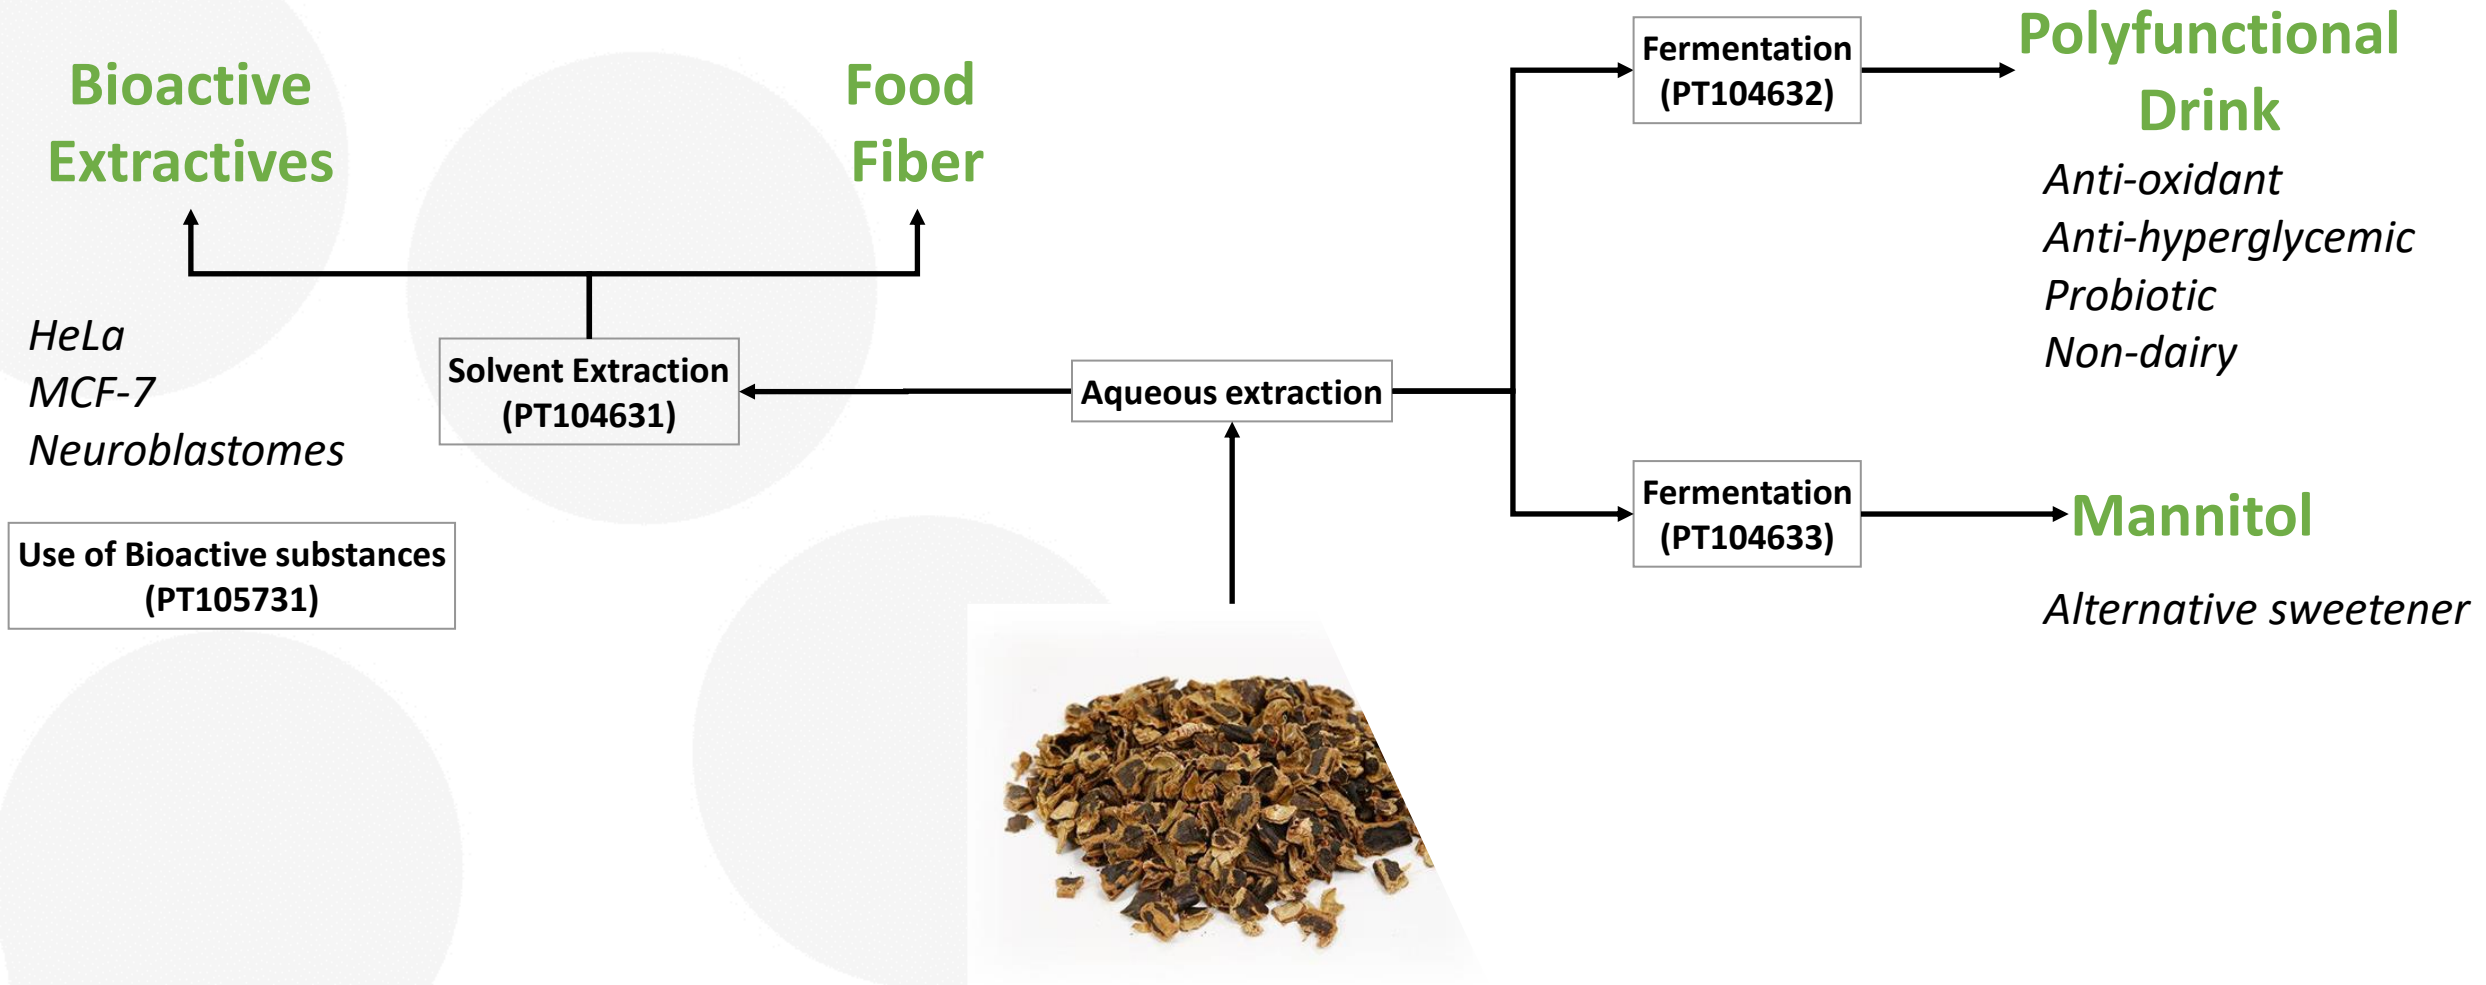 Bioactive
Extractives
Food
Fiber
Fermentation
(PT104632)
Polyfunctional
Drink
Anti-oxidant
Anti-hyperglycemic
Probiotic
Non-dairy
HeLa
MCF-7
Neuroblastomes
Solvent Extraction
(PT104631)
Aqueous extraction
Use of Bioactive substances
(PT105731)
Fermentation
(PT104633)
Mannitol
Alternative sweetener